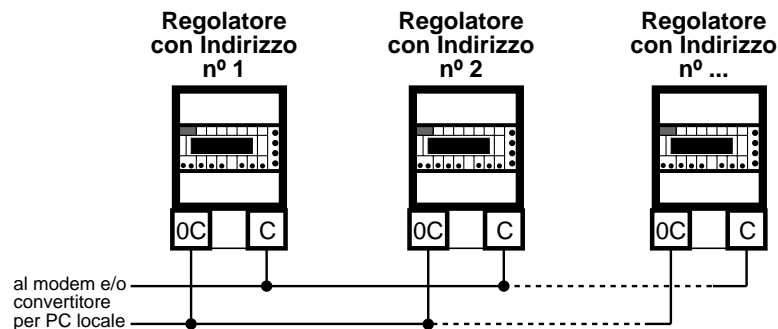 Regolatore
con Indirizzo
nº 1
Regolatore
con Indirizzo
nº 2
Regolatore
con Indirizzo
nº ...
0C
C
0C
C
0C
C
al modem e/o
convertitore
per PC locale